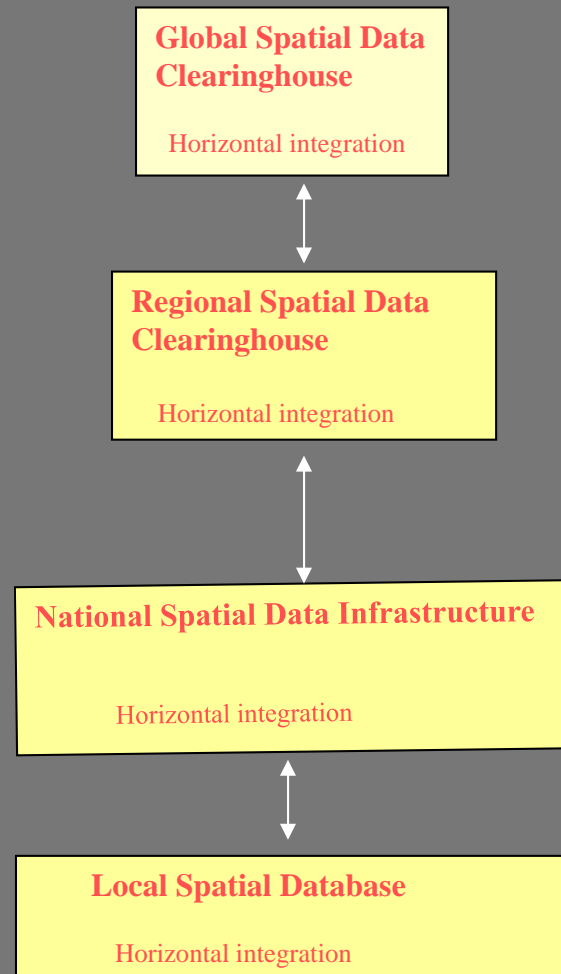 Global Spatial Data
Clearinghouse
Horizontal integration
Regional Spatial Data
Clearinghouse
Horizontal integration
National Spatial Data Infrastructure
Horizontal integration
Local Spatial Database
Horizontal integration